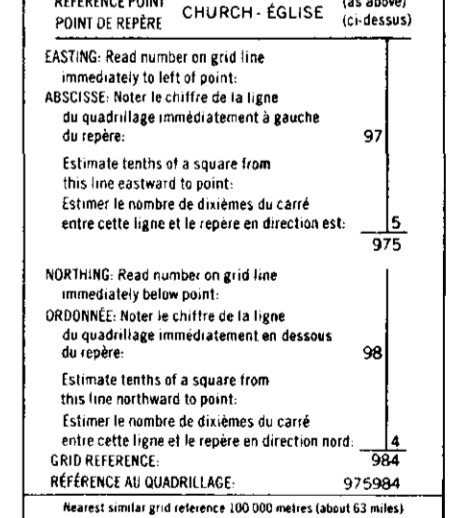 REFERENCE POINT CHURCH - ÉGLISE (as above)
POINT DE REPÈRE (ci-dessus)
EASTING: Read number on grid line
immediately to left of point:
ABSCISSE: Noter le chiffre de la ligne
du quadrillage immédiatement à gauche
du repère: 97
Estimate tenths of a square from
this line eastward to point:
Estimer le nombre de dixièmes du carré
entre cette ligne et le repère en direction est: 5
975
NORTHING: Read number on grid line
immediately below point:
ORDONNÉE: Noter le chiffre de la ligne
du quadrillage immédiatement en dessous
du repère: 98
Estimate tenths of a square from
this line northward to point:
Estimer le nombre de dixièmes du carré
entre cette ligne et le repère en direction nord: 4
GRID REFERENCE: 984
RÉFÉRENCE AU QUADRILLAGE: 975984
Nearest similar grid reference 100 000 metres (about 63 miles)